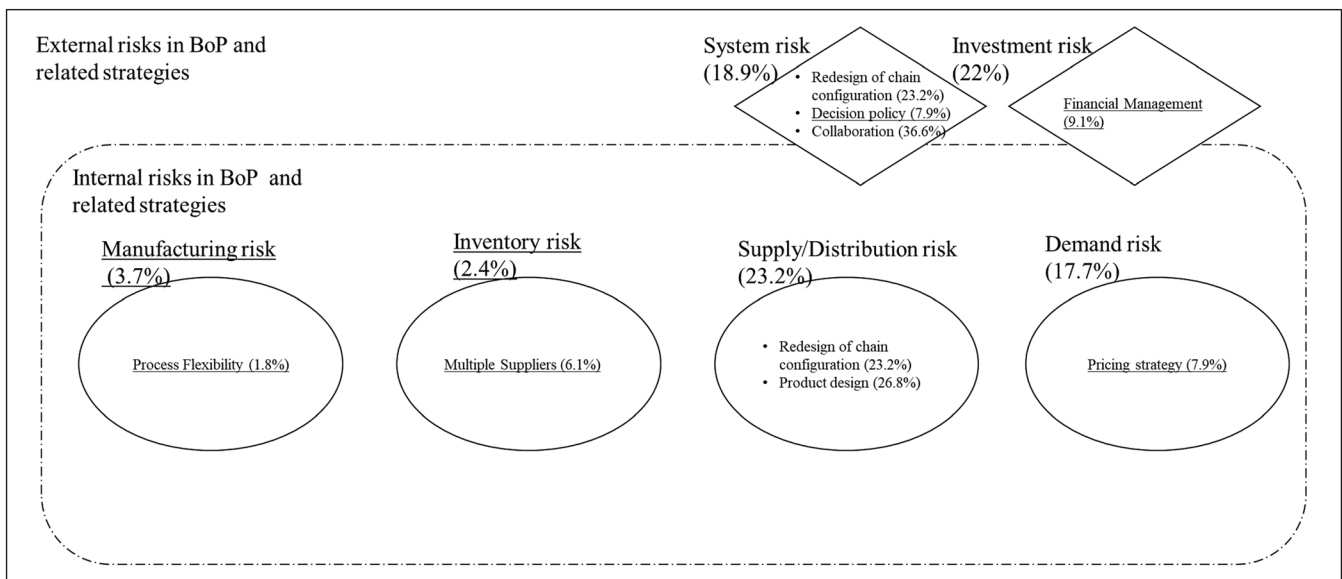 External risks in BoP and
related strategies
System risk
(18.9%)
• Redesign of chain
configuration (23.2%)
• Decision policy (7.9%)
• Collaboration (36.6%)
Investment risk
(22%)
Financial Management
(9.1%)
Internal risks in BoP and
related strategies
Manufacturing risk
(3.7%)
Process Flexibility (1.8%)
Inventory risk
(2.4%)
Multiple Suppliers (6.1%)
Supply/Distribution risk
(23.2%)
• Redesign of chain
configuration (23.2%)
• Product design (26.8%)
Demand risk
(17.7%)
Pricing strategy (7.9%)